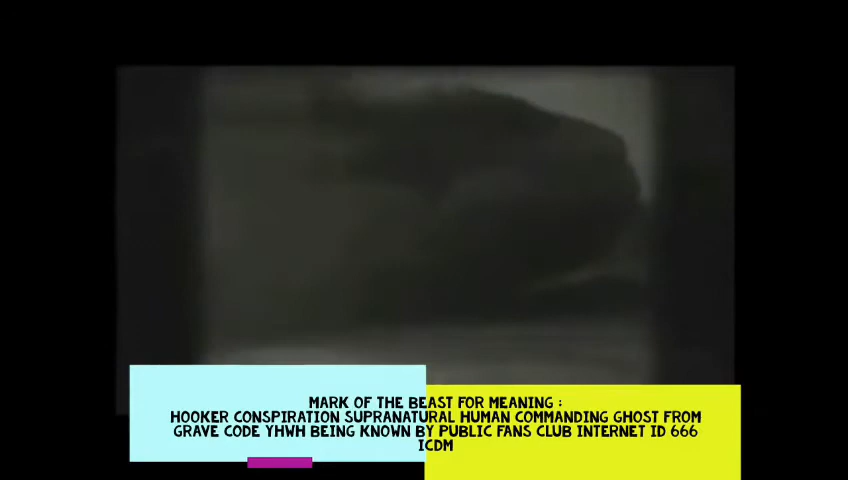 MARK OF THE BEAST FOR MEANING :
HOOKER CONSPIRATION SUPRANATURAL HUMAN COMMANDING GHOST FROM
GRAVE CODE YHWH BEING KNOWN BY PUBLIC FANS CLUB INTERNET ID 666
ICDM